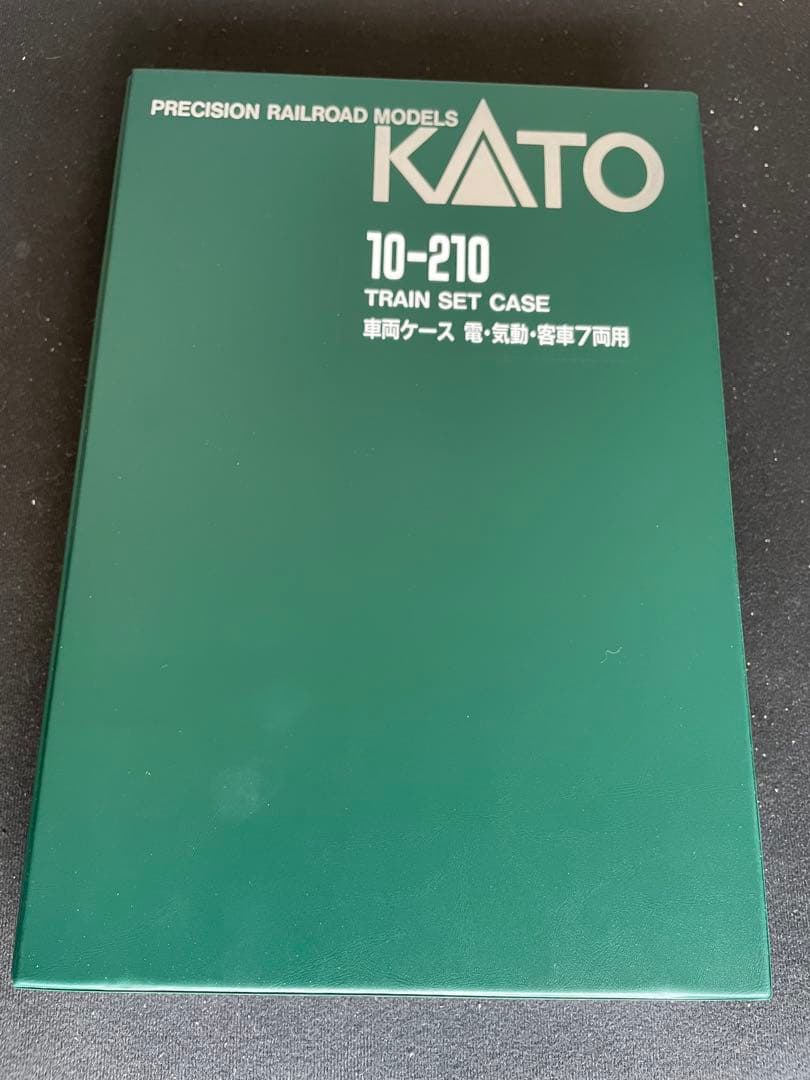 PRECISION RAILROAD MODELS
KATO
10-210
TRAIN SET CASE
車両ケース 電・気動・客車7両用